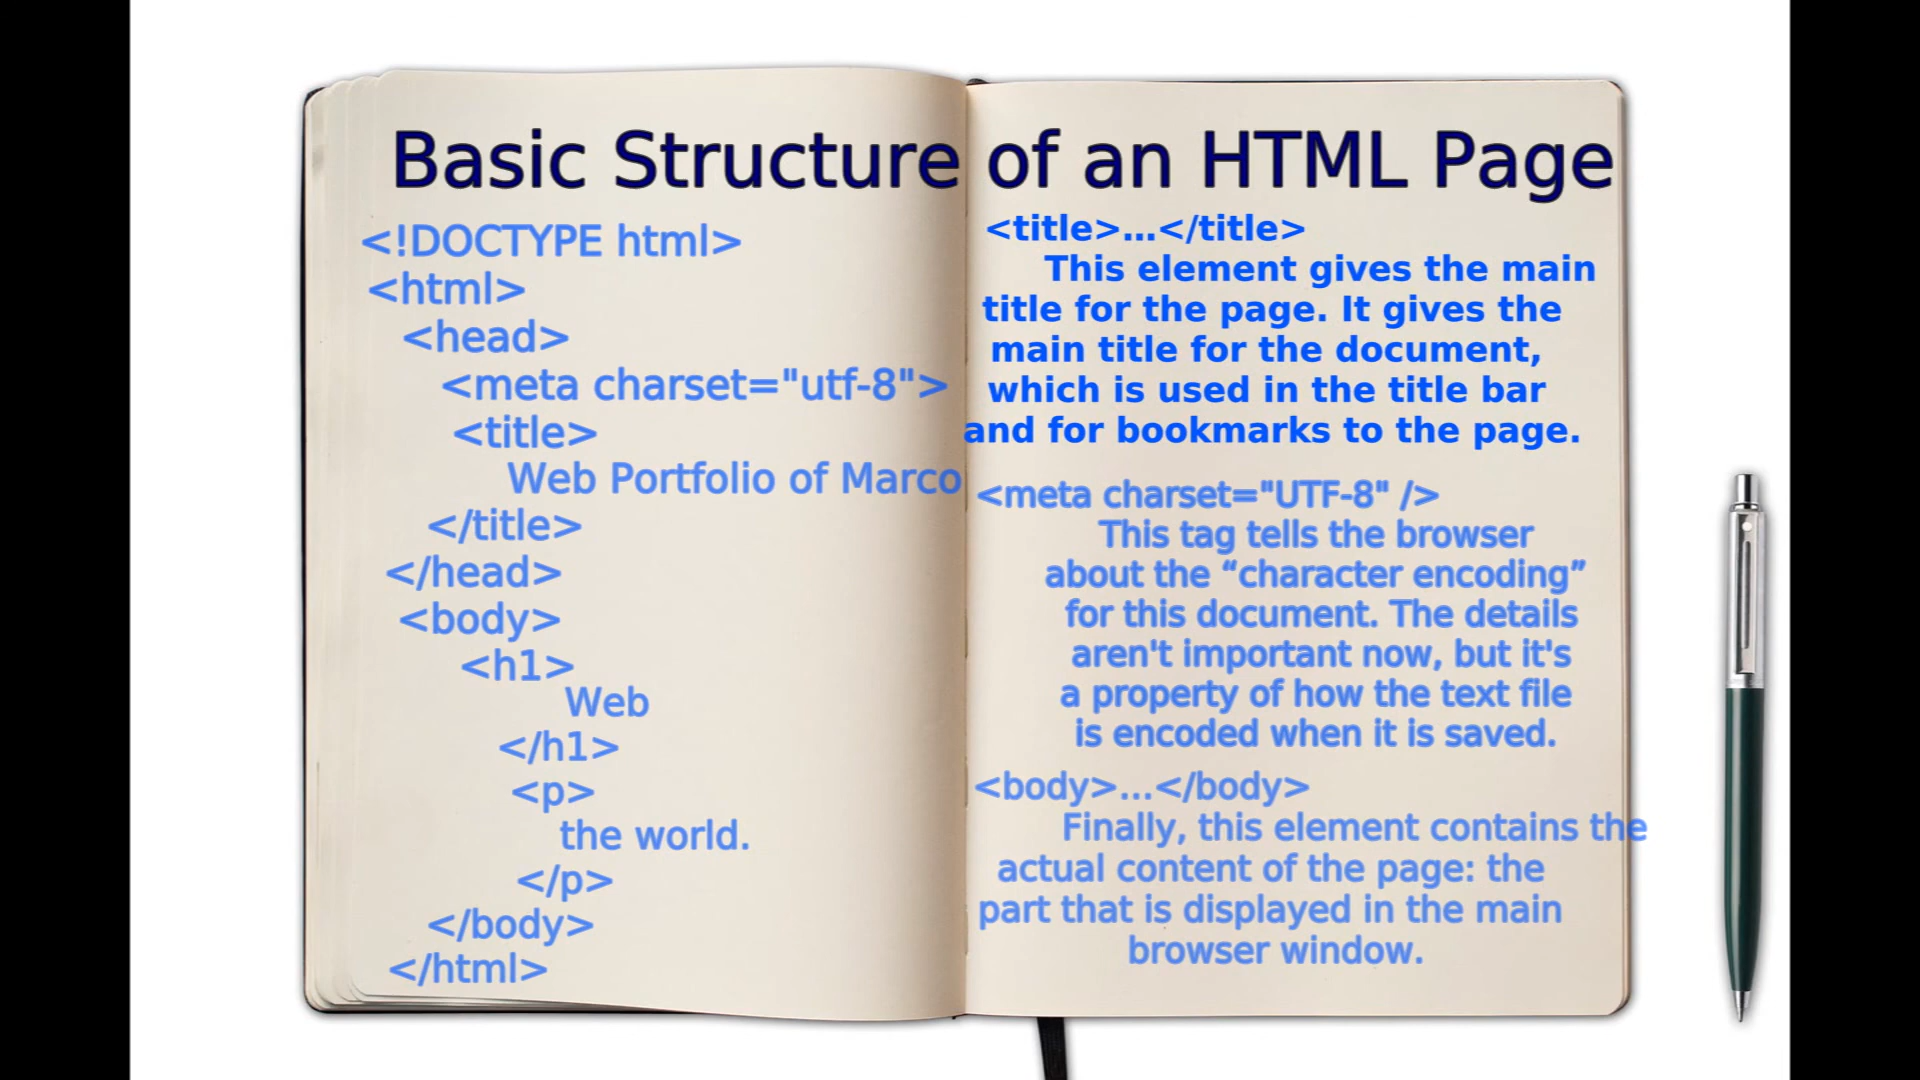 Basic Structure of an HTML Page
<!DOCTYPE html>
<html>
<head>
<meta charset="utf-8">
<title>
Web Portfolio of Marco
</title>
</head>
<body>
<h1>
Web
</h1>
<p>
the world.
</p>
</body>
</html>
<title>...</title>
This element gives the main
title for the page. It gives the
main title for the document,
which is used in the title bar
and for bookmarks to the page.
<meta charset="UTF-8" />
This tag tells the browser
about the “character encoding”
for this document. The details
aren't important now, but it's
a property of how the text file
is encoded when it is saved.
<body>...</body>
Finally, this element contains the
actual content of the page: the
part that is displayed in the main
browser window.